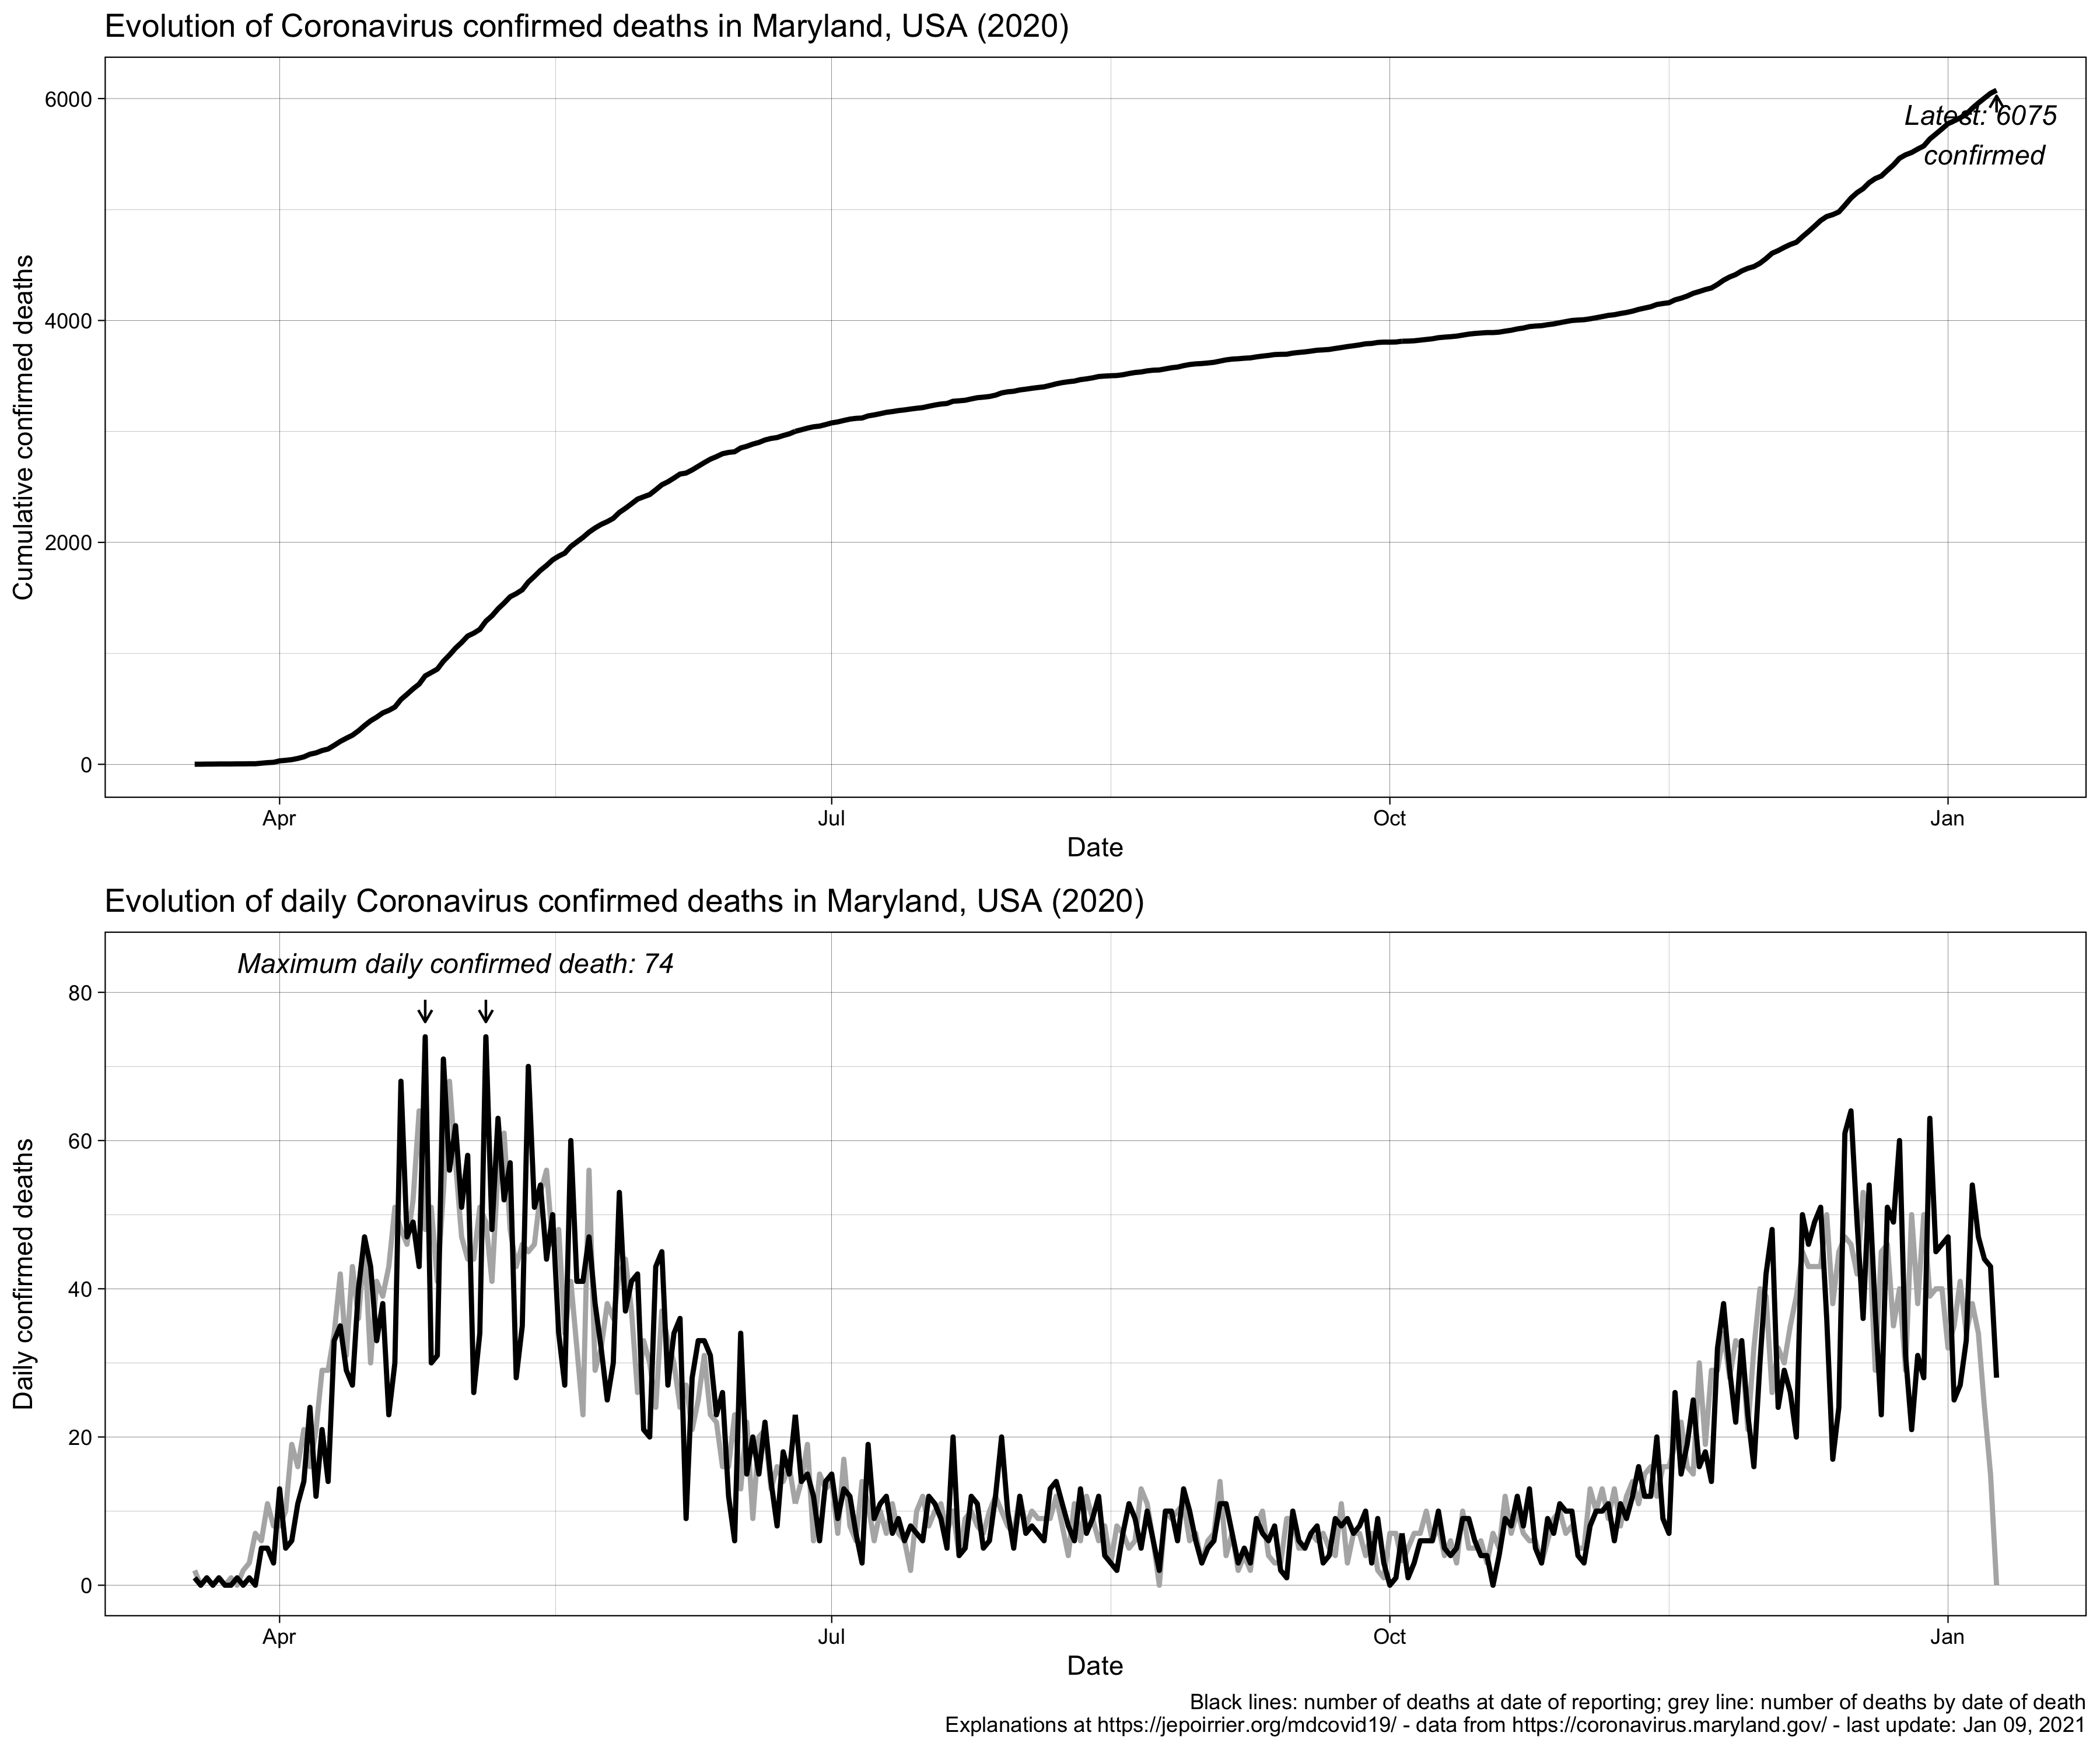 Evolution of Coronavirus confirmed deaths in Maryland, USA (2020)
Cumulative confirmed deaths
6000
4000
2000
0
Latest: 6075
confirmed
Apr
Jul
Oct
Jan
Date
Evolution of daily Coronavirus confirmed deaths in Maryland, USA (2020)
Daily confirmed deaths
Maximum daily confirmed death: 74
80
60
40
20
0
Apr
Jul
Oct
Jan
Date
Black lines: number of deaths at date of reporting; grey line: number of deaths by date of death
Explanations at https://jepoirrier.org/mdcovid19/ - data from https://coronavirus.maryland.gov/ - last update: Jan 09, 2021